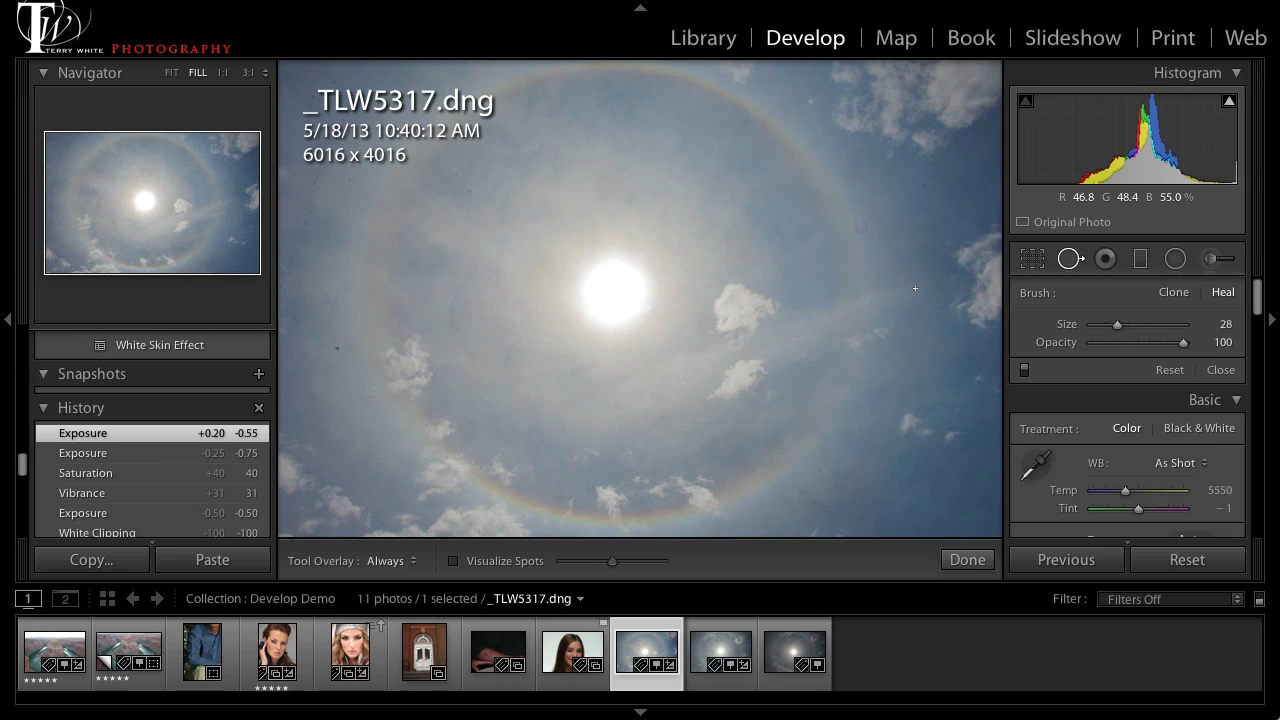 TW
TERRY WHITE PHOTOGRAPHY
Library | Develop | Map | Book | Slideshow | Print | Web
Navigator FIT FILL 1:1 3:1
_TLW5317.dng
5/18/13 10:40:12 AM
6016 x 4016
White Skin Effect
Snapshots +
History
Exposure +0.20 -0.55
Exposure -0.25 -0.75
Saturation +40 40
Vibrance +31 31
Exposure -0.50 -0.50
White Clipping -100 -100
Copy... Paste
Tool Overlay : Always Visualize Spots Done
Histogram
R 46.8 G 48.4 B 55.0 %
Original Photo
Brush : Clone | Heal
Size 28
Opacity 100
Reset Close
Basic
Treatment : Color | Black & White
WB : As Shot
Temp 5550
Tint - 1
Previous Reset
1 2 Collection : Develop Demo 11 photos / 1 selected / _TLW5317.dng Filter : Filters Off